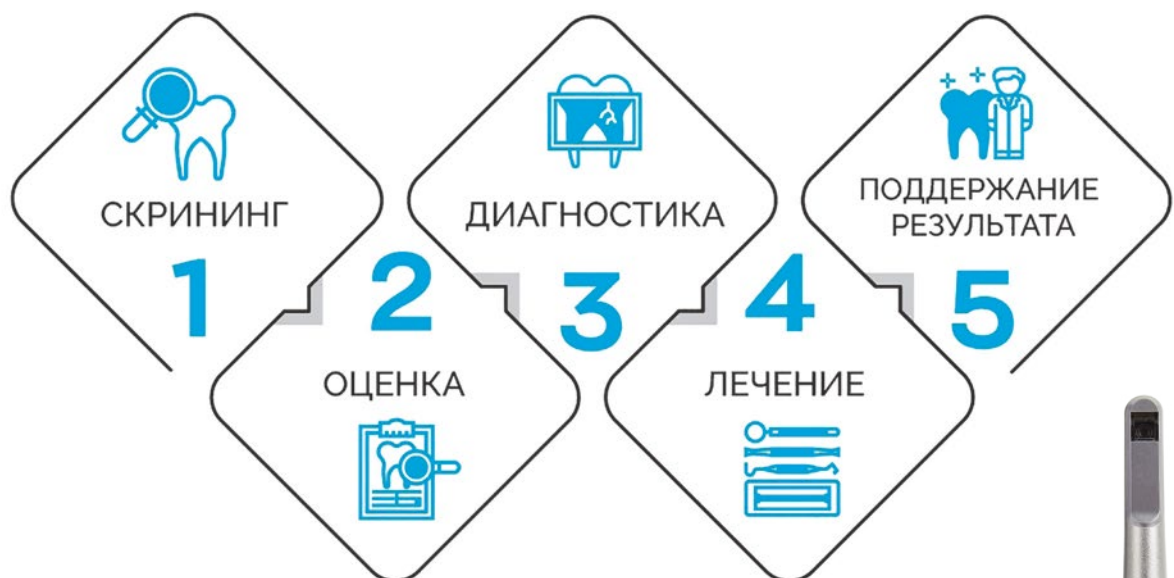 СКРИНИНГ
1
2
ОЦЕНКА
ДИАГНОСТИКА
3
4
ЛЕЧЕНИЕ
ПОДДЕРЖАНИЕ
РЕЗУЛЬТАТА
5